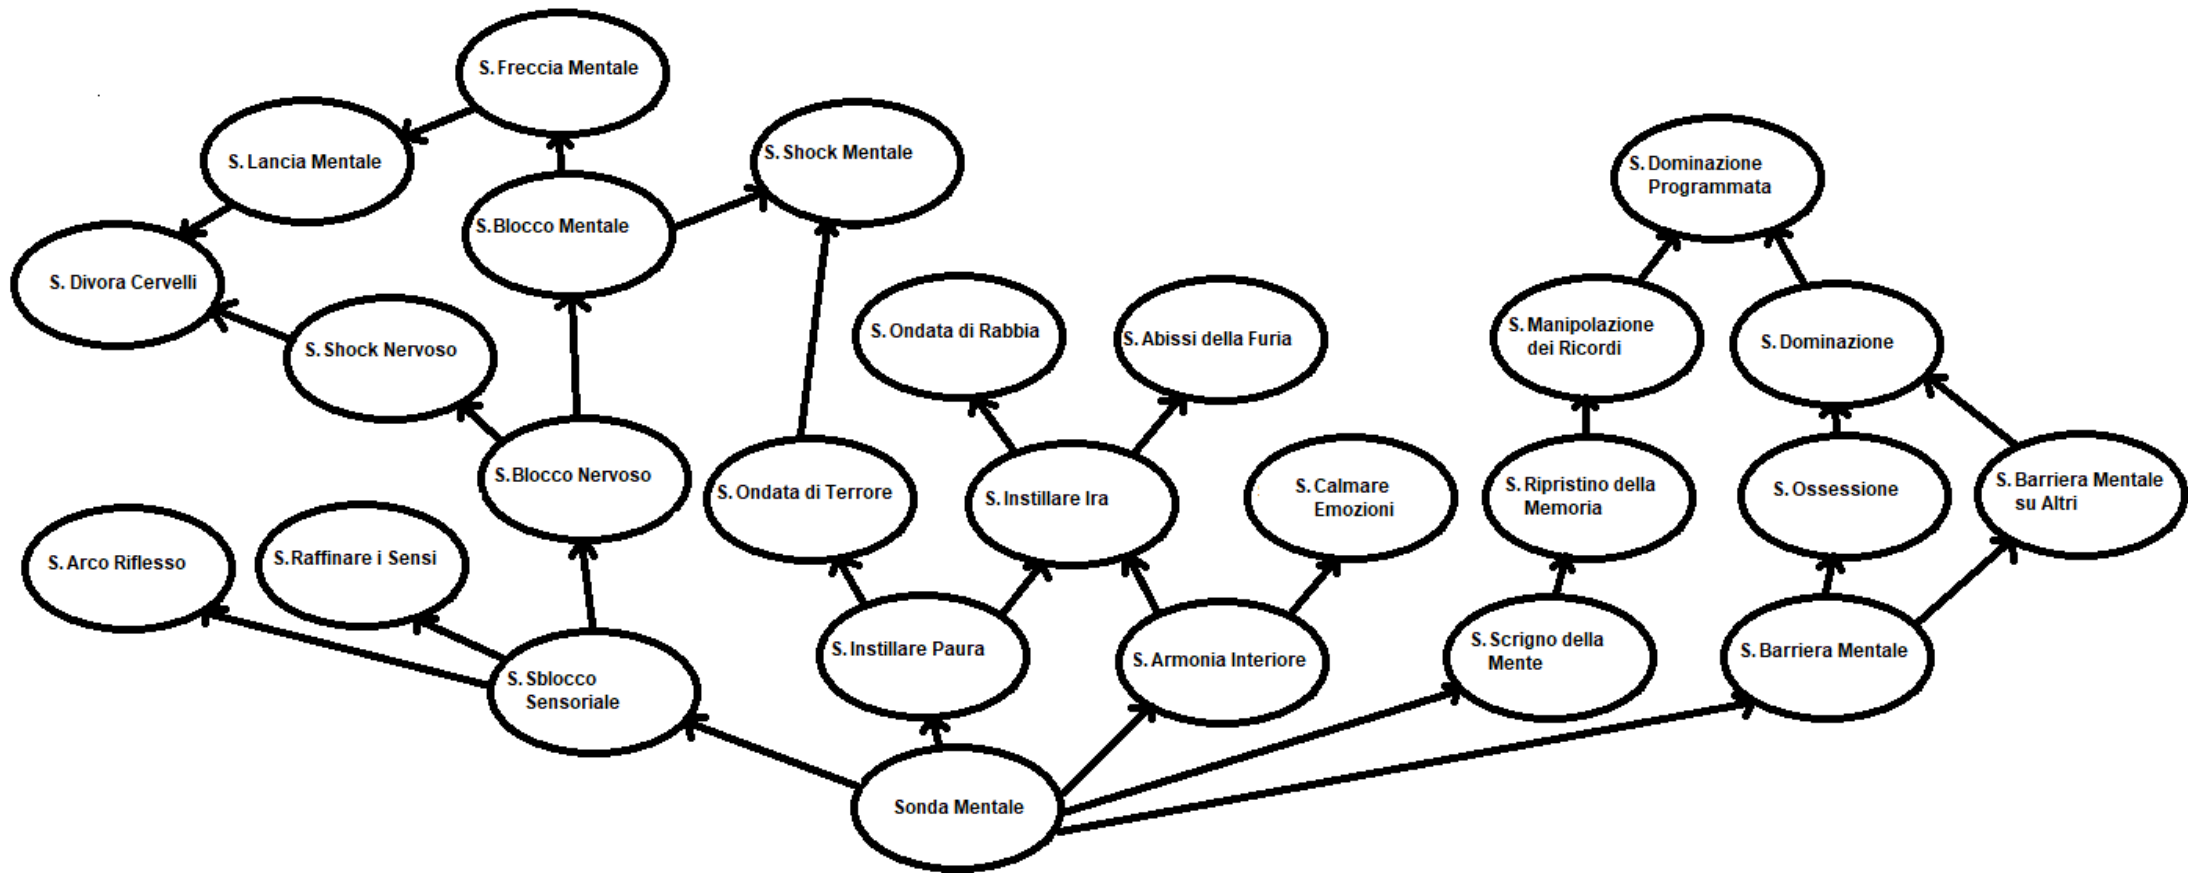 S. Freccia Mentale
S. Lancia Mentale
S. Shock Mentale
S. Dominazione
Programmata
S. Blocco Mentale
S. Divora Cervelli
S. Shock Nervoso
S. Ondata di Rabbia
S. Abissi della Furia
S. Manipolazione
dei Ricordi
S. Dominazione
S. Blocco Nervoso
S. Ondata di Terrore
S. Instillare Ira
S. Calmare
Emozioni
S. Ripristino della
Memoria
S. Ossessione
S. Barriera Mentale
su Altri
S. Arco Riflesso
S. Raffinare i Sensi
S. Sblocco
Sensoriale
S. Instillare Paura
S. Armonia Interiore
S. Scrigno della
Mente
S. Barriera Mentale
Sonda Mentale